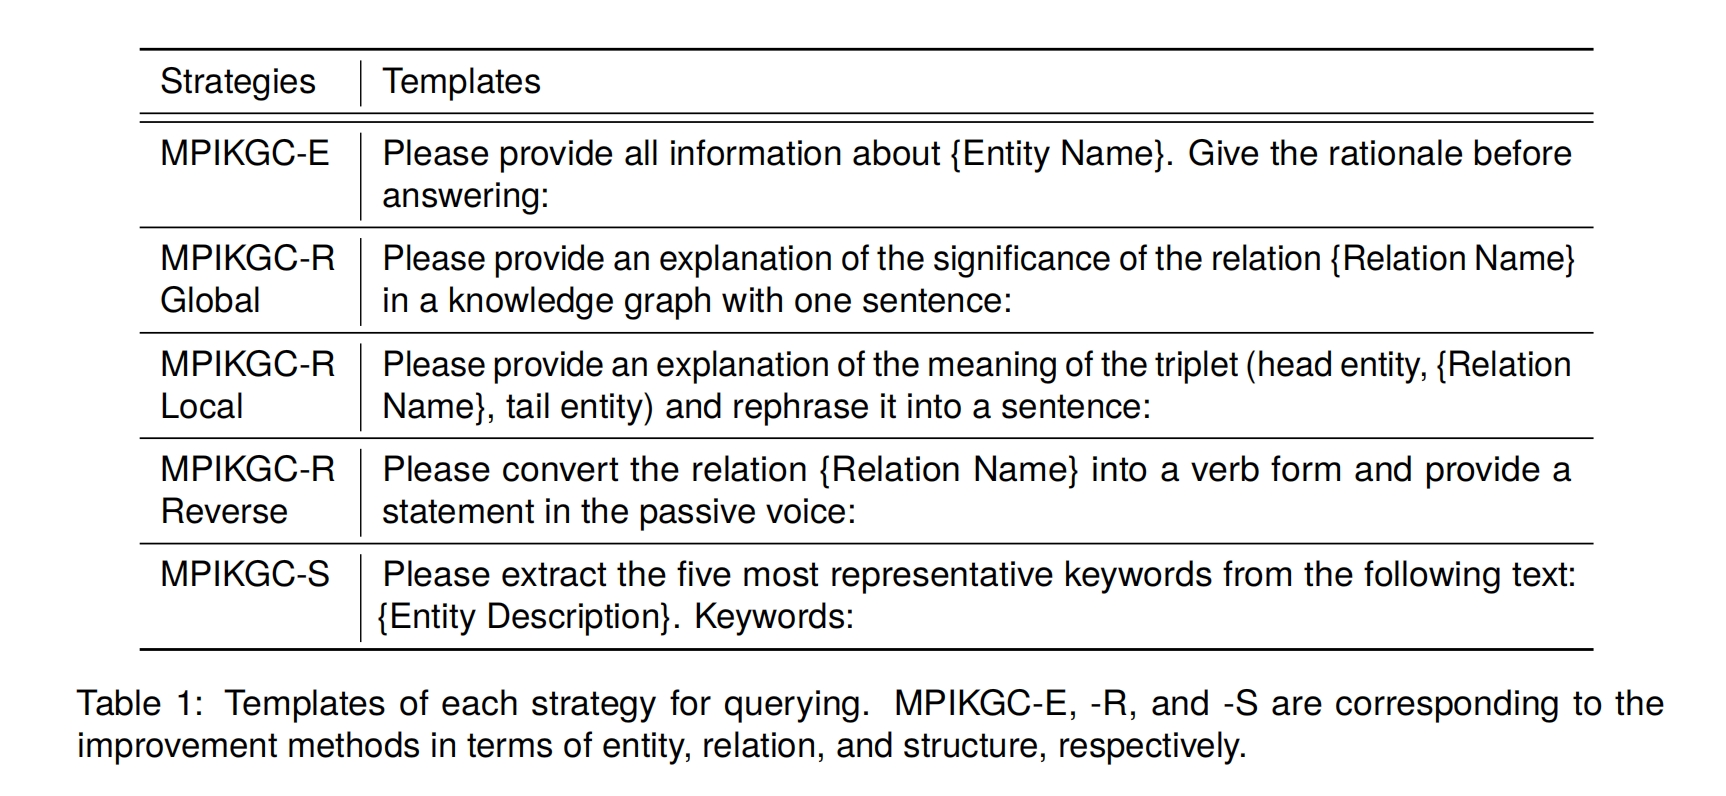 Strategies Templates
MPIKGC-E Please provide all information about {Entity Name}. Give the rationale before
answering:
MPIKGC-R Please provide an explanation of the significance of the relation {Relation Name}
Global in a knowledge graph with one sentence:
MPIKGC-R Please provide an explanation of the meaning of the triplet (head entity, {Relation
Local Name}, tail entity) and rephrase it into a sentence:
MPIKGC-R Please convert the relation {Relation Name} into a verb form and provide a
Reverse statement in the passive voice:
MPIKGC-S Please extract the five most representative keywords from the following text:
{Entity Description}. Keywords:
Table 1: Templates of each strategy for querying. MPIKGC-E, -R, and -S are corresponding to the
improvement methods in terms of entity, relation, and structure, respectively.